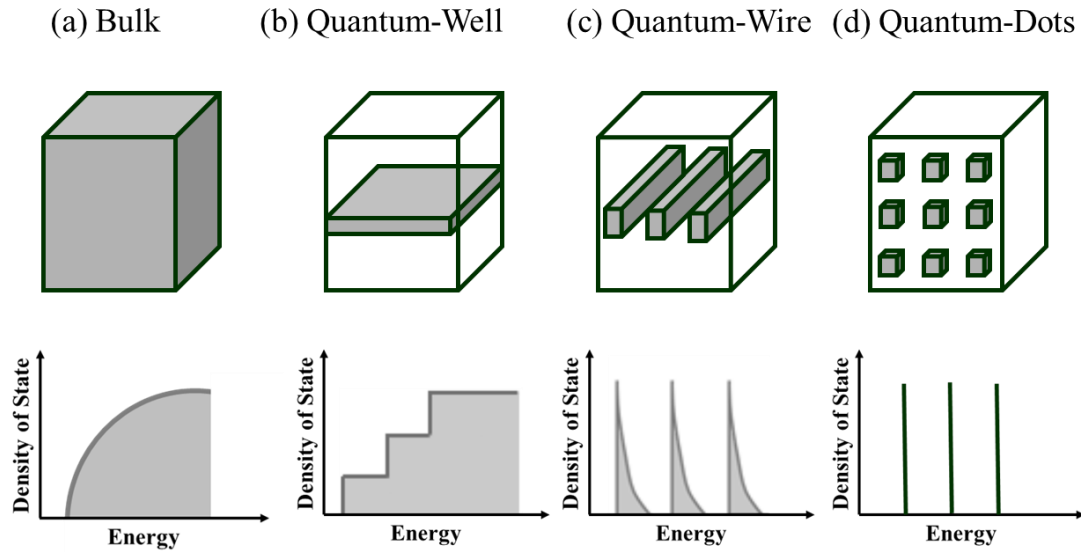 (a) Bulk
(b) Quantum-Well
(c) Quantum-Wire
(d) Quantum-Dots
Density of State
Energy
Density of State
Energy
Density of State
Energy
Density of State
Energy